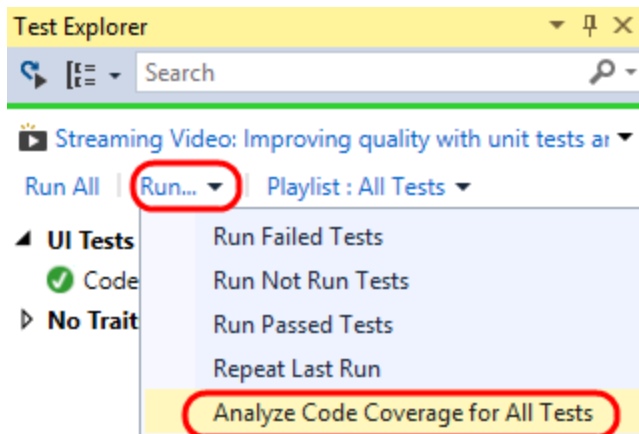 Test Explorer
Search
Streaming Video: Improving quality with unit tests ar
Run All | Run... | Playlist : All Tests
UI Tests
Run Failed Tests
Code
Run Not Run Tests
No Trait
Run Passed Tests
Repeat Last Run
Analyze Code Coverage for All Tests